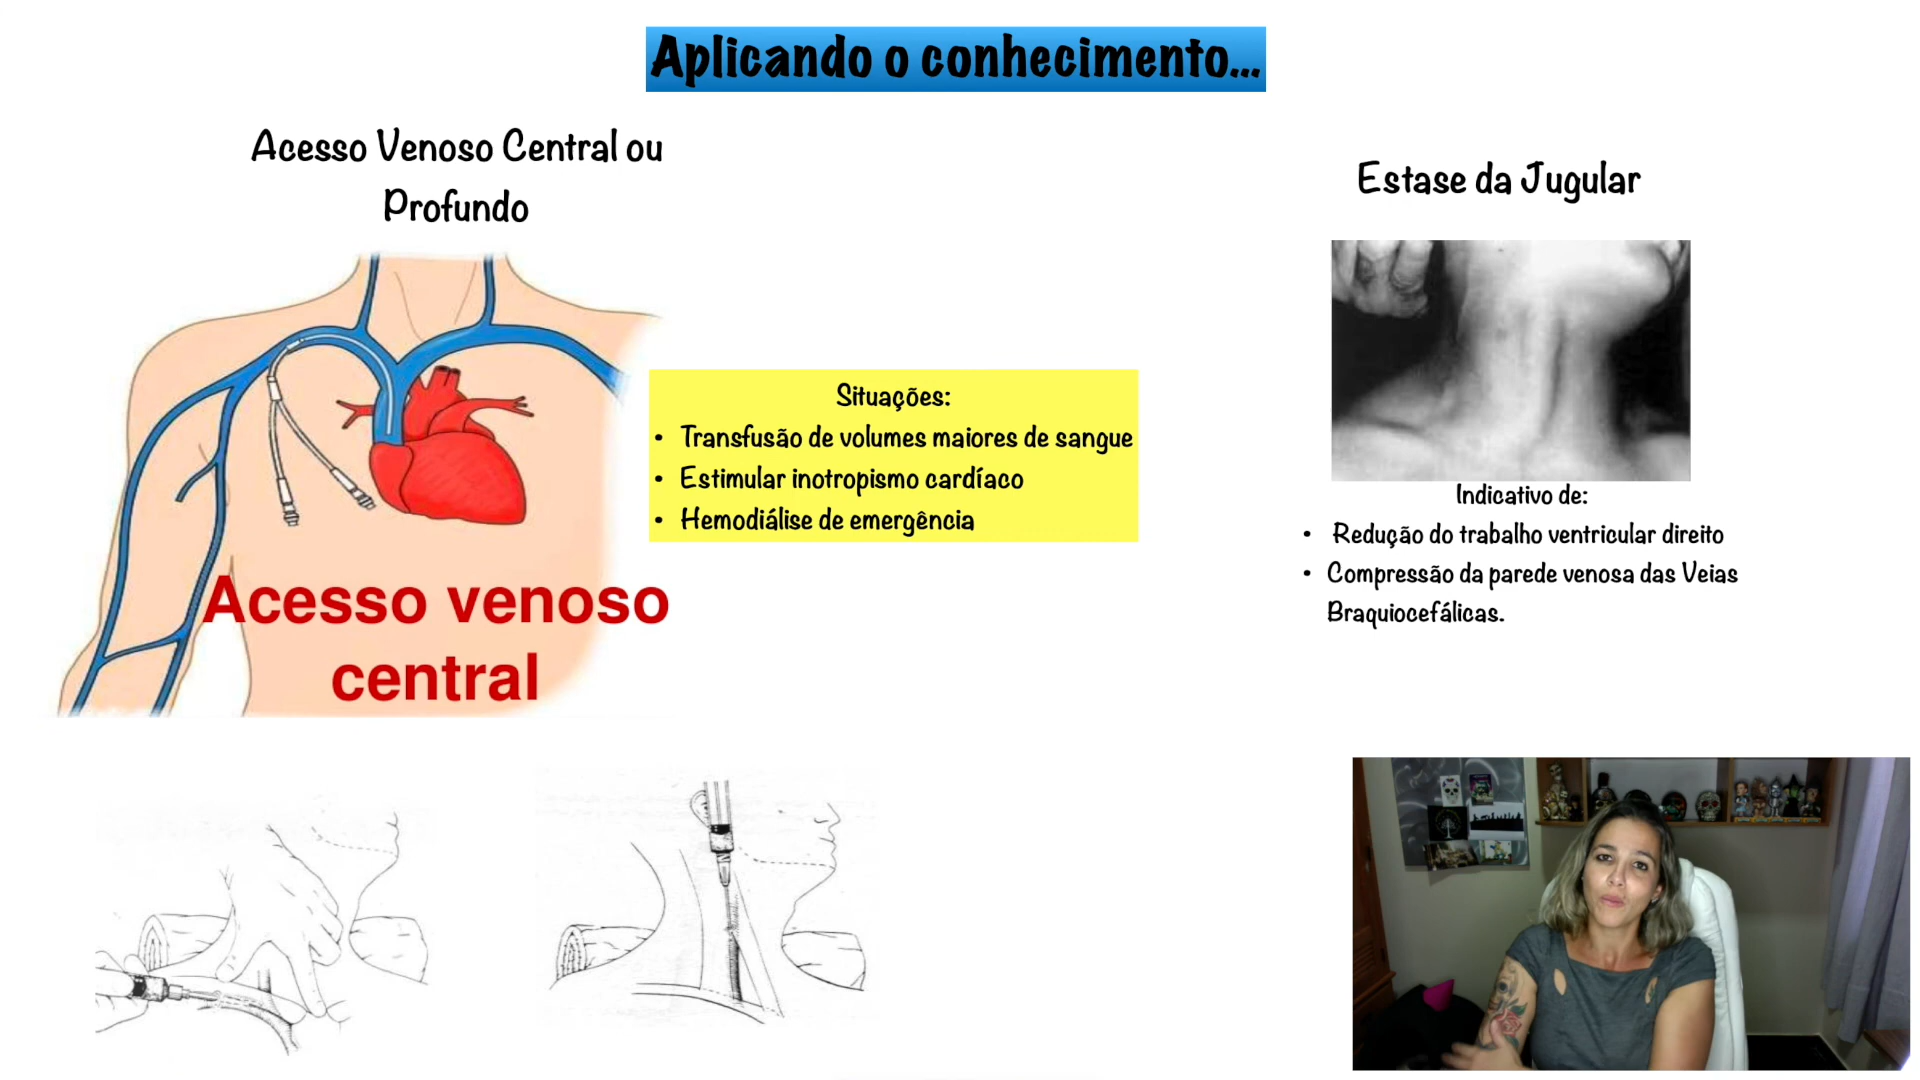 Aplicando o conhecimento...
Acesso Venoso Central ou
Profundo
Acesso venoso
central
Situações:
• Transfusão de volumes maiores de sangue
• Estimular inotropismo cardíaco
• Hemodiálise de emergência
Estase da Jugular
Indicativo de:
• Redução do trabalho ventricular direito
• Compressão da parede venosa das Veias
Braquiocefálicas.